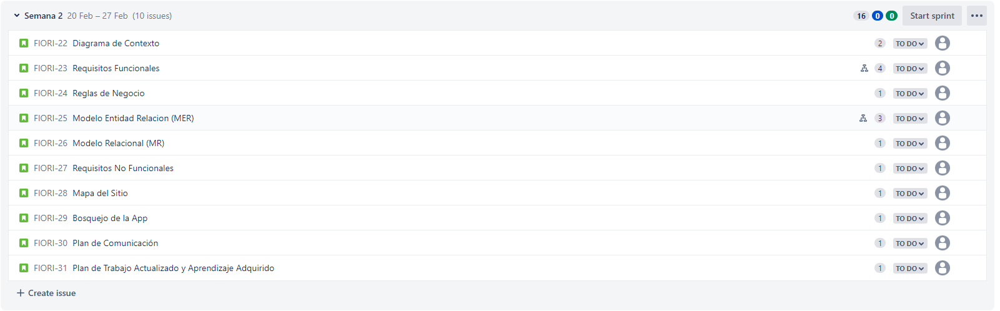 Semana 2 20 Feb – 27 Feb (10 issues) 16 0 0 Start sprint
FIORI-22 Diagrama de Contexto 2 TO DO
FIORI-23 Requisitos Funcionales 4 TO DO
FIORI-24 Reglas de Negocio 1 TO DO
FIORI-25 Modelo Entidad Relacion (MER) 3 TO DO
FIORI-26 Modelo Relacional (MR) 1 TO DO
FIORI-27 Requisitos No Funcionales 1 TO DO
FIORI-28 Mapa del Sitio 1 TO DO
FIORI-29 Bosquejo de la App 1 TO DO
FIORI-30 Plan de Comunicación 1 TO DO
FIORI-31 Plan de Trabajo Actualizado y Aprendizaje Adquirido 1 TO DO
+ Create issue